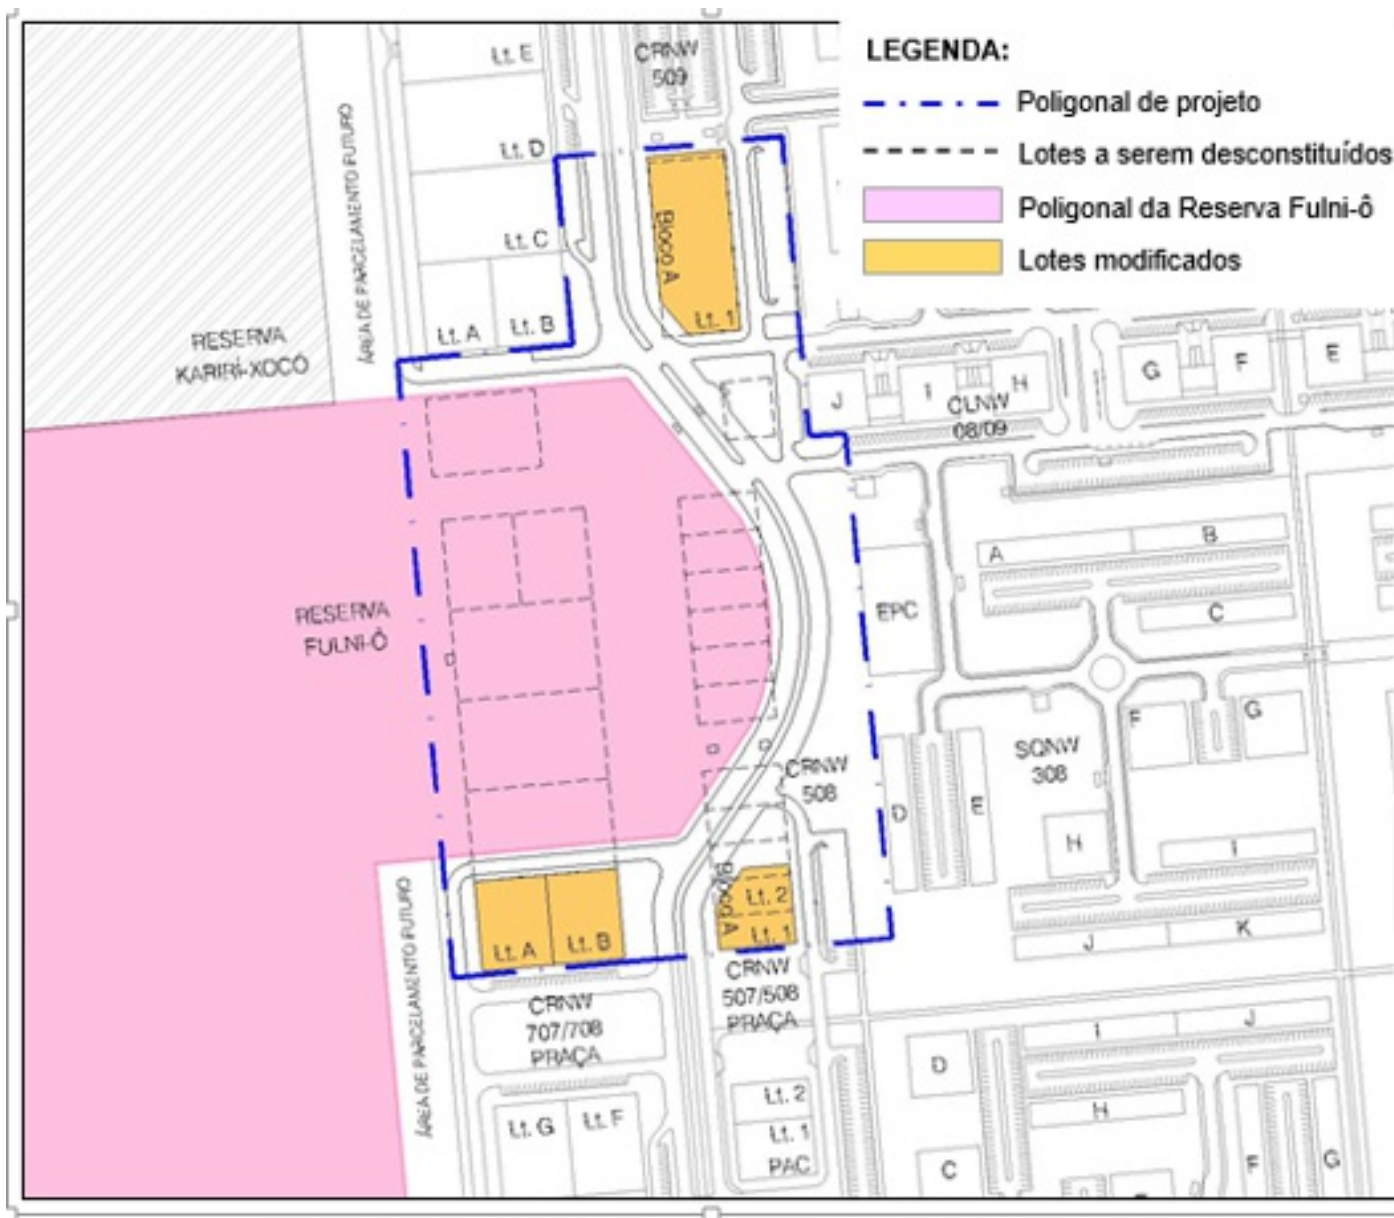 LEGENDA:
Poligonal de projeto
Lotes a serem desconstituídos
Poligonal da Reserva Fulni-ô
Lotes modificados
Lt. E
CRNW
509
Lt. D
ÁREA DE PARCELAMENTO FUTURO
Lt. C
Bloco A
Lt. 1
Lt. A
Lt. B
RESERVA
KARIRÍ-XOCÓ
J
I
H
G
F
E
CLNW
08/09
A
B
C
EPC
RESERVA
FULNI-Ô
F
G
SQNW
308
CRNW
508
D
E
H
I
J
K
Bloco A
Lt. 2
Lt. 1
Lt. A
Lt. B
ÁREA DE PARCELAMENTO FUTURO
CRNW
707/708
PRAÇA
CRNW
507/508
PRAÇA
I
J
D
H
Lt. 2
Lt. 1
PAC
Lt. G
Lt. F
C
F
G